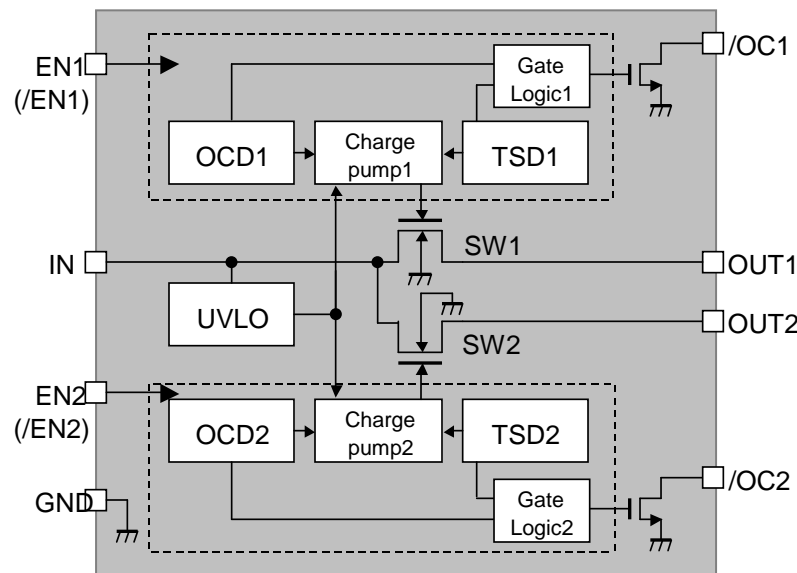 EN1
(/EN1)
Gate
Logic1
/OC1
OCD1
Charge
pump1
TSD1
IN
SW1
OUT1
UVLO
OUT2
SW2
EN2
(/EN2)
OCD2
Charge
pump2
TSD2
GND
Gate
Logic2
/OC2